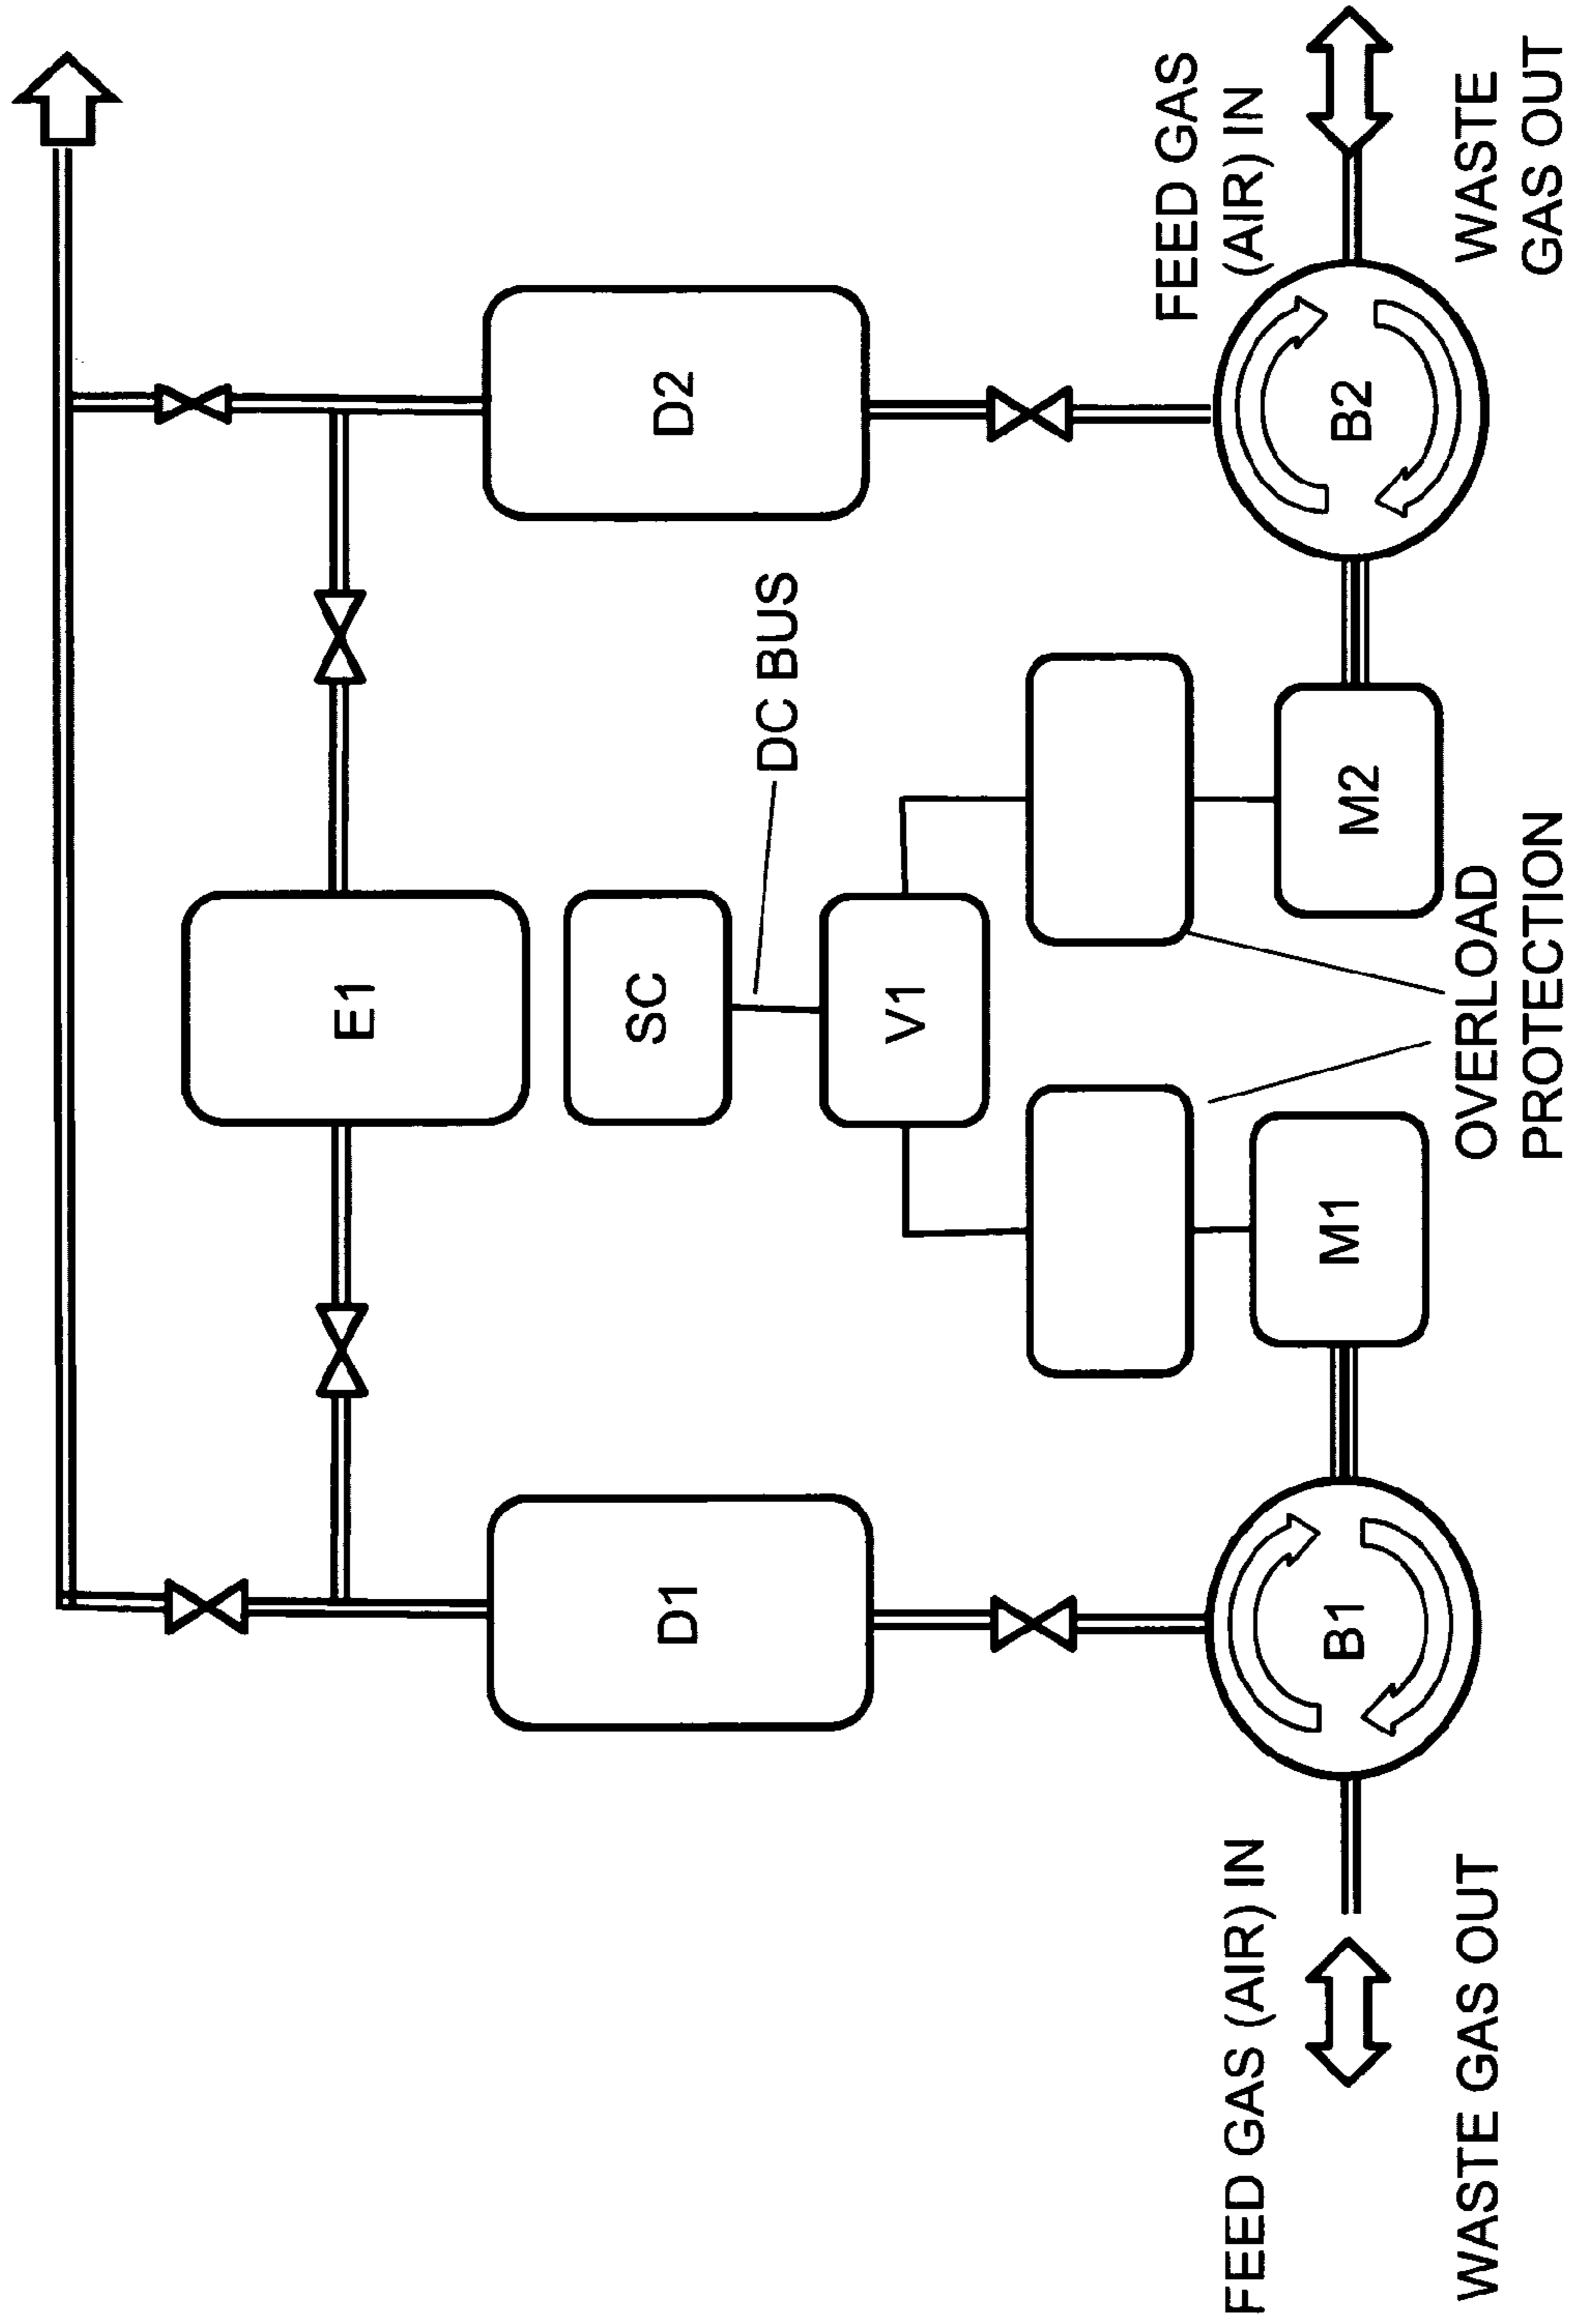 E1
SC
DC BUS
D1
D2
V1
FEED GAS (AIR) IN
WASTE GAS OUT
B1
M1
OVERLOAD
PROTECTION
M2
B2
FEED GAS
(AIR) IN
WASTE
GAS OUT